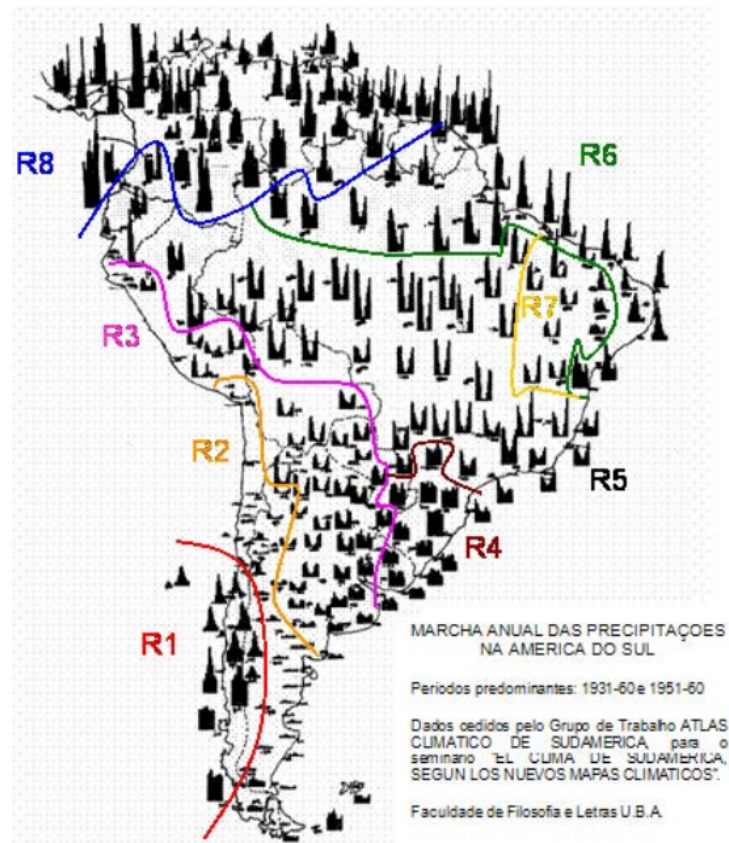 R8
R6
R7
R3
R2
R5
R4
R1
MARCHA ANUAL DAS PRECIPITAÇOES
NA AMERICA DO SUL
Periodos predominantes: 1931-60 e 1951-60
Dados cedidos pelo Grupo de Trabalho ATLAS
CLIMATICO DE SUDAMERICA, para o
seminário "EL CLIMA DE SUDAMERICA,
SEGUN LOS NUEVOS MAPAS CLIMATICOS".
Faculdade de Filosofia e Letras U.B.A.